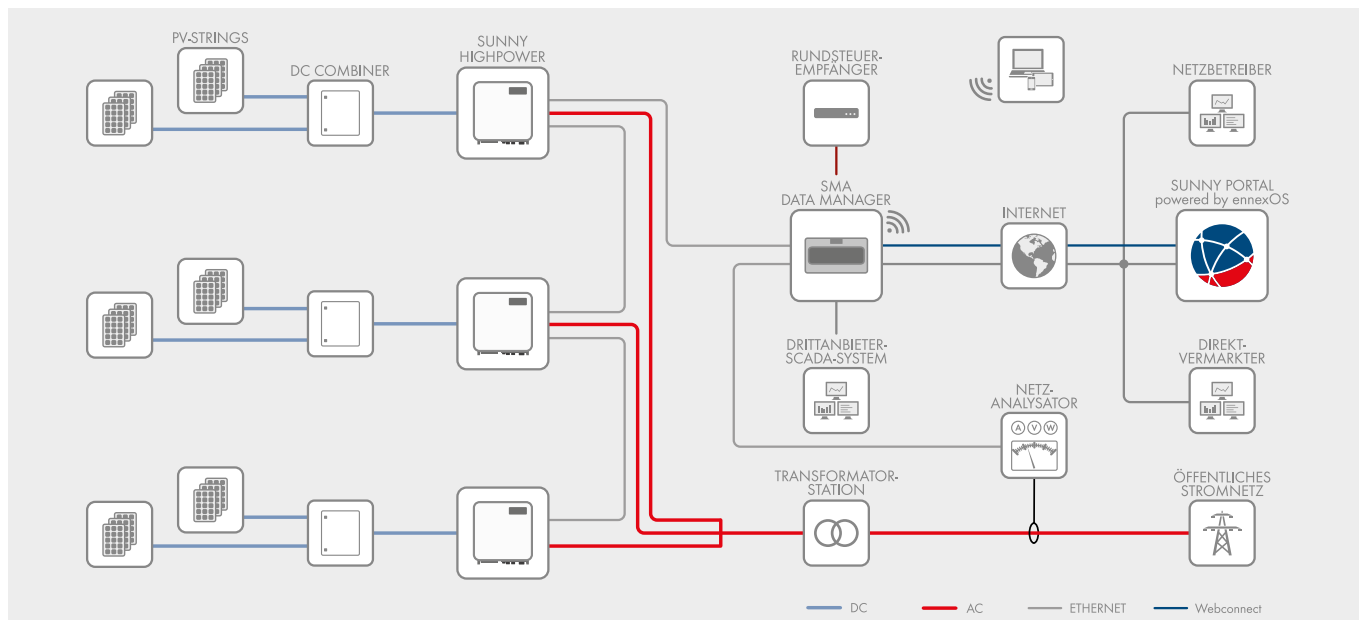 PV-STRINGS
DC COMBINER
SUNNY
HIGHPOWER
RUNDSTEUER-
EMPFÄNGER
NETZBETREIBER
SMA
DATA MANAGER
INTERNET
SUNNY PORTAL
powered by ennexOS
DRITTANBIETER-
SCADA-SYSTEM
DIREKT-
VERMARKTER
NETZ-
ANALYSATOR
A V W
TRANSFORMATOR-
STATION
ÖFFENTLICHES
STROMNETZ
DC
AC
ETHERNET
Webconnect